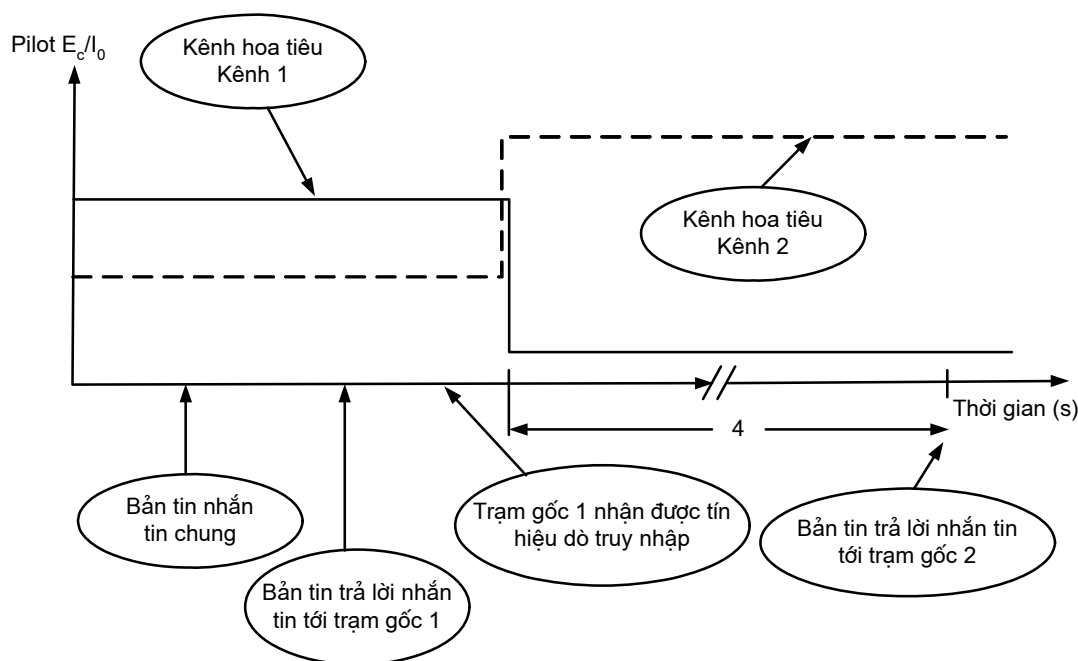 Pilot Ec/I0
Kênh hoa tiêu
Kênh 1
Kênh hoa tiêu
Kênh 2
Thời gian (s)
4
Bản tin nhắn
tin chung
Trạm gốc 1 nhận được tín
hiệu dò truy nhập
Bản tin trả lời nhắn tin
tới trạm gốc 2
Bản tin trả lời nhắn
tin tới trạm gốc 1